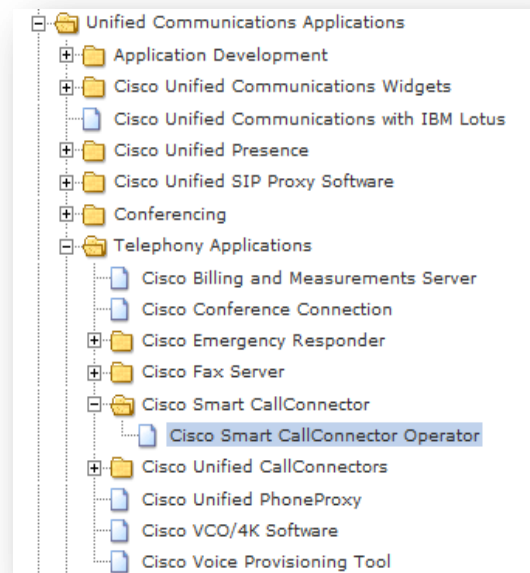 Unified Communications Applications
Application Development
Cisco Unified Communications Widgets
Cisco Unified Communications with IBM Lotus
Cisco Unified Presence
Cisco Unified SIP Proxy Software
Conferencing
Telephony Applications
Cisco Billing and Measurements Server
Cisco Conference Connection
Cisco Emergency Responder
Cisco Fax Server
Cisco Smart CallConnector
Cisco Smart CallConnector Operator
Cisco Unified CallConnectors
Cisco Unified PhoneProxy
Cisco VCO/4K Software
Cisco Voice Provisioning Tool